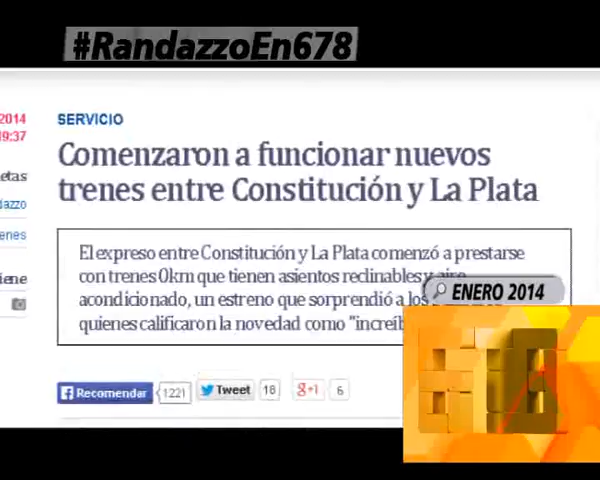 #RandazzoEn678
2014
19:37
SERVICIO
Comenzaron a funcionar nuevos
trenes entre Constitución y La Plata
etas
dazzo
enes
iene
El expreso entre Constitución y La Plata comenzó a prestarse
con trenes 0km que tienen asientos reclinables y aire
acondicionado, un estreno que sorprendió a los
quienes calificaron la novedad como "increíb
ENERO 2014
Recomendar
1221
Tweet
18
g+1
6